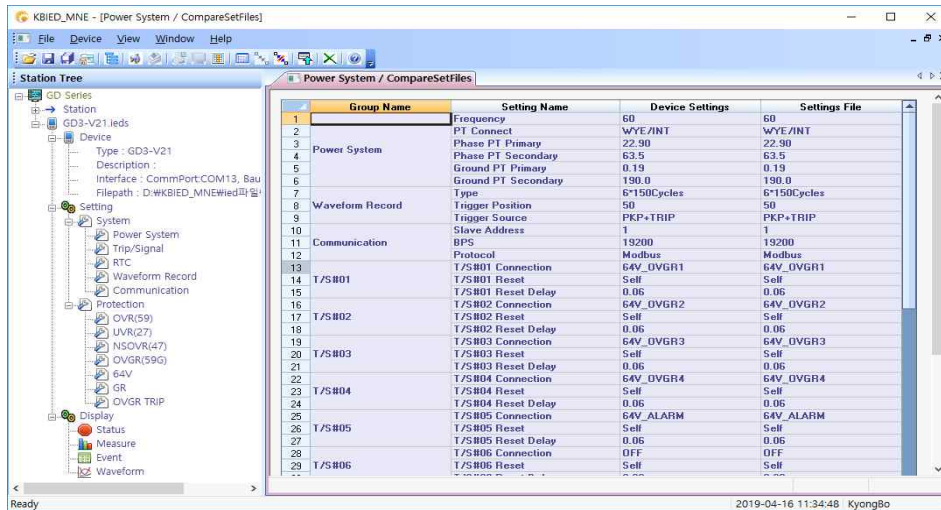 KBIED_MNE - [Power System / CompareSetFiles]
File Device View Window Help
Station Tree
GD Series
Station
GD3-V21.ieds
Device
Type : GD3-V21
Description :
Interface : CommPort:COM13, Bau
Filepath : D:₩KBIED_MNE₩ied파일
Setting
System
Power System
Trip/Signal
RTC
Waveform Record
Communication
Protection
OVR(59)
UVR(27)
NSOVR(47)
OVGR(59G)
64V
GR
OVGR TRIP
Display
Status
Measure
Event
Waveform
Power System / CompareSetFiles
Group Name Setting Name Device Settings Settings File
1 Frequency 60 60
2 PT Connect WYE/INT WYE/INT
3 Phase PT Primary 22.90 22.90
Power System
4 Phase PT Secondary 63.5 63.5
5 Ground PT Primary 0.19 0.19
6 Ground PT Secondary 190.0 190.0
7 Type 6*150Cycles 6*150Cycles
8 Waveform Record Trigger Position 50 50
9 Trigger Source PKP+TRIP PKP+TRIP
10 Slave Address 1 1
11 Communication BPS 19200 19200
12 Protocol Modbus Modbus
13 T/S#01 Connection 64V_OVGR1 64V_OVGR1
14 T/S#01 T/S#01 Reset Self Self
15 T/S#01 Reset Delay 0.06 0.06
16 T/S#02 Connection 64V_OVGR2 64V_OVGR2
17 T/S#02 T/S#02 Reset Self Self
18 T/S#02 Reset Delay 0.06 0.06
19 T/S#03 Connection 64V_OVGR3 64V_OVGR3
20 T/S#03 T/S#03 Reset Self Self
21 T/S#03 Reset Delay 0.06 0.06
22 T/S#04 Connection 64V_OVGR4 64V_OVGR4
23 T/S#04 T/S#04 Reset Self Self
24 T/S#04 Reset Delay 0.06 0.06
25 T/S#05 Connection 64V_ALARM 64V_ALARM
26 T/S#05 T/S#05 Reset Self Self
27 T/S#05 Reset Delay 0.06 0.06
28 T/S#06 Connection OFF OFF
29 T/S#06 T/S#06 Reset Self Self
Ready
2019-04-16 11:34:48 KyongBo